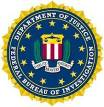 DEPARTMENT OF JUSTICE
FEDERAL BUREAU OF INVESTIGATION